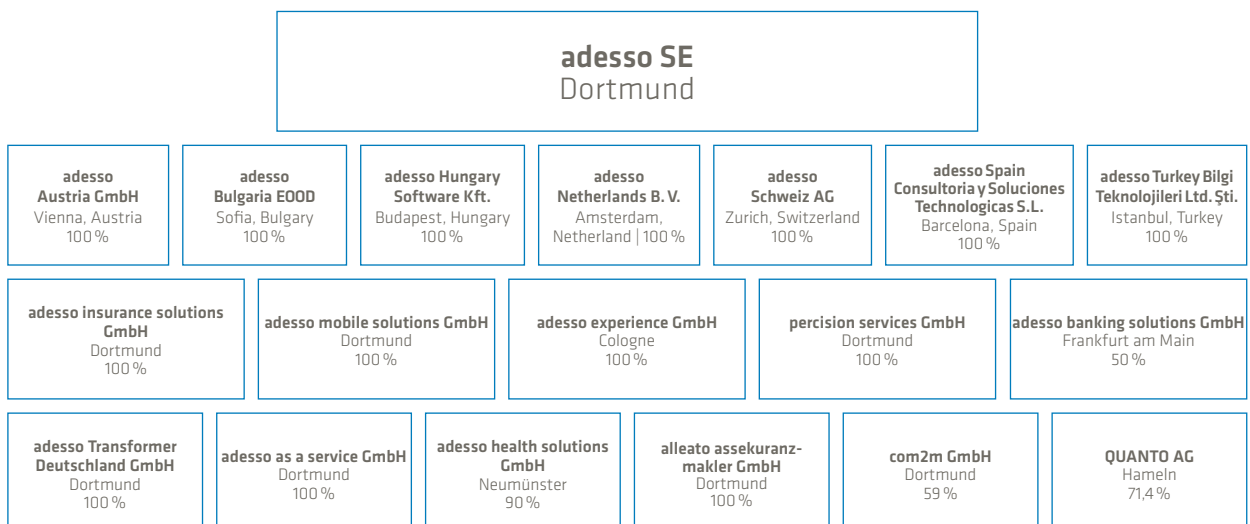 adesso SE
Dortmund
adesso
Austria GmbH
Vienna, Austria
100 %
adesso
Bulgaria EOOD
Sofia, Bulgary
100 %
adesso Hungary
Software Kft.
Budapest, Hungary
100 %
adesso
Netherlands B. V.
Amsterdam,
Netherland | 100 %
adesso
Schweiz AG
Zurich, Switzerland
100 %
adesso Spain
Consultoria y Soluciones
Technologicas S.L.
Barcelona, Spain
100 %
adesso Turkey Bilgi
Teknolojileri Ltd. Şti.
Istanbul, Turkey
100 %
adesso insurance solutions
GmbH
Dortmund
100 %
adesso mobile solutions GmbH
Dortmund
100 %
adesso experience GmbH
Cologne
100 %
percision services GmbH
Dortmund
100 %
adesso banking solutions GmbH
Frankfurt am Main
50 %
adesso Transformer
Deutschland GmbH
Dortmund
100 %
adesso as a service GmbH
Dortmund
100 %
adesso health solutions
GmbH
Neumünster
90 %
alleato assekuranz-
makler GmbH
Dortmund
100 %
com2m GmbH
Dortmund
59 %
QUANTO AG
Hameln
71,4 %